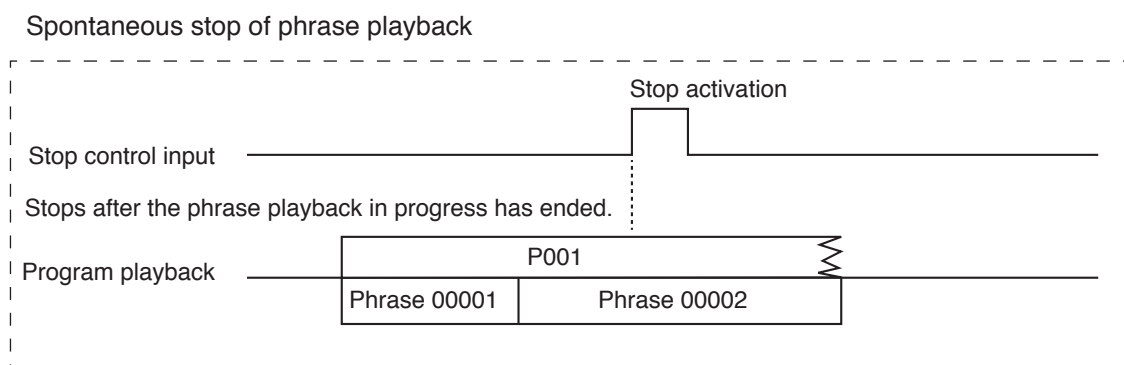 Spontaneous stop of phrase playback
Stop activation
Stop control input
Stops after the phrase playback in progress has ended.
P001
Program playback
Phrase 00001
Phrase 00002